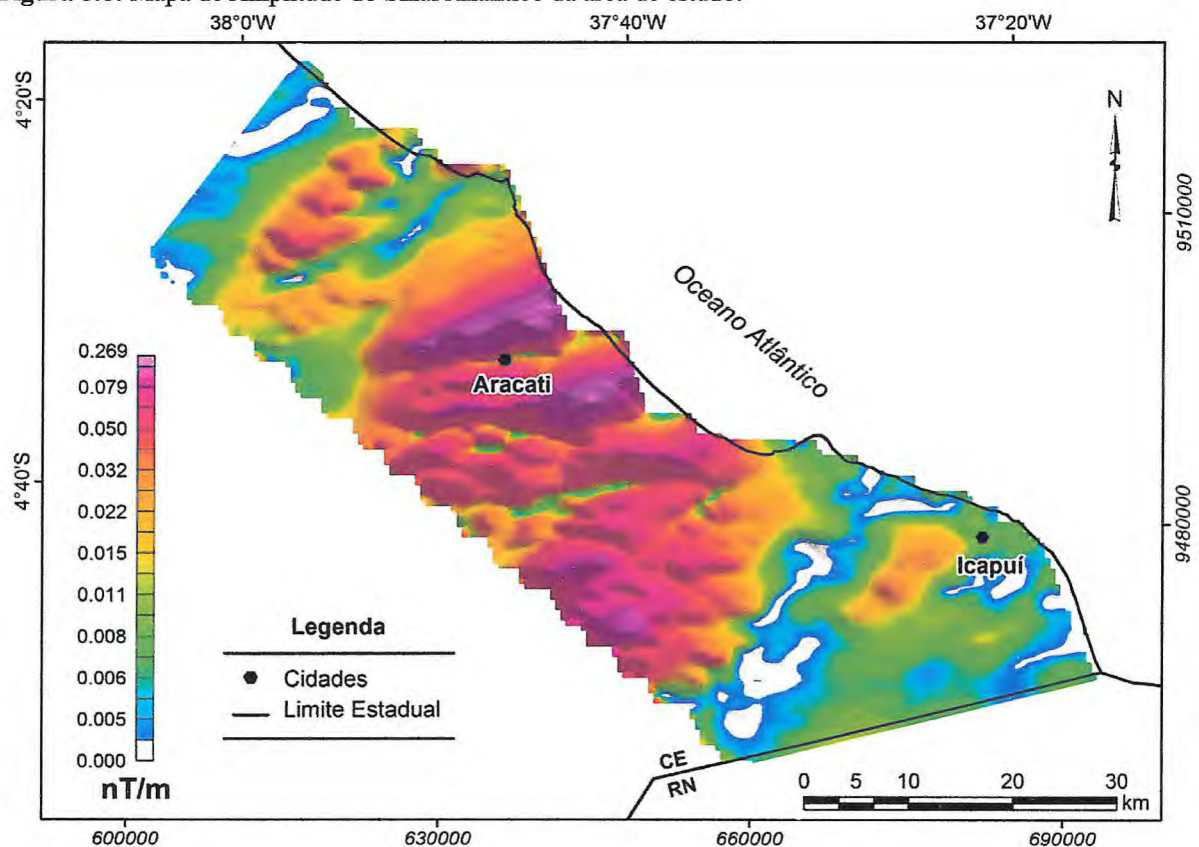 38°0'W
37°40'W
37°20'W
4°20'S
4°40'S
N
9510000
9480000
Oceano Atlântico
Aracati
Icapuí
0.269
0.079
0.050
0.032
0.022
0.015
0.011
0.008
0.006
0.005
0.000
nT/m
Legenda
Cidades
Limite Estadual
CE
RN
0 5 10 20 30
km
600000
630000
660000
690000